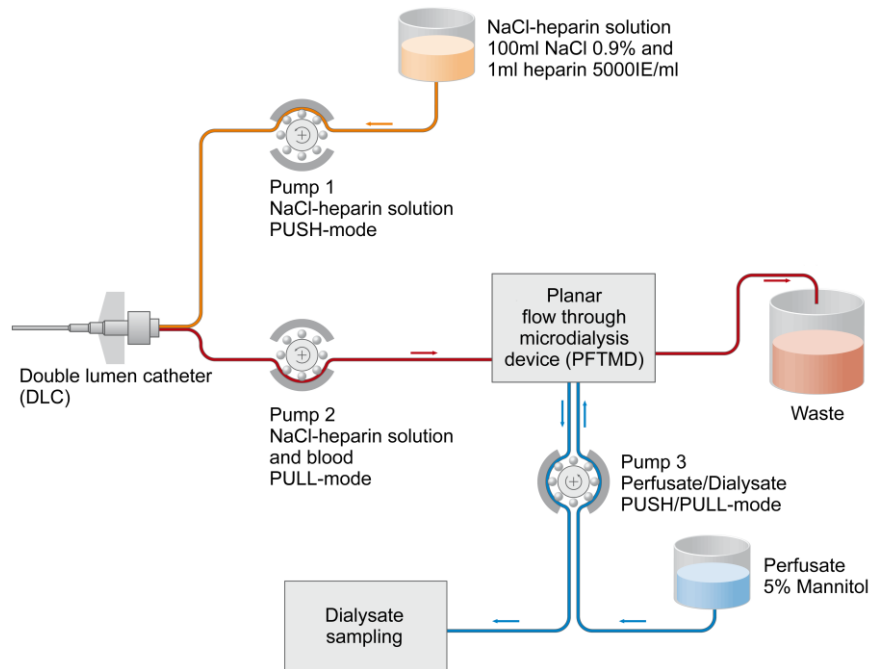 NaCl-heparin solution
100ml NaCl 0.9% and
1ml heparin 5000IE/ml
Pump 1
NaCl-heparin solution
PUSH-mode
Double lumen catheter
(DLC)
Pump 2
NaCl-heparin solution
and blood
PULL-mode
Planar
flow through
microdialysis
device (PFTMD)
Waste
Pump 3
Perfusate/Dialysate
PUSH/PULL-mode
Perfusate
5% Mannitol
Dialysate
sampling